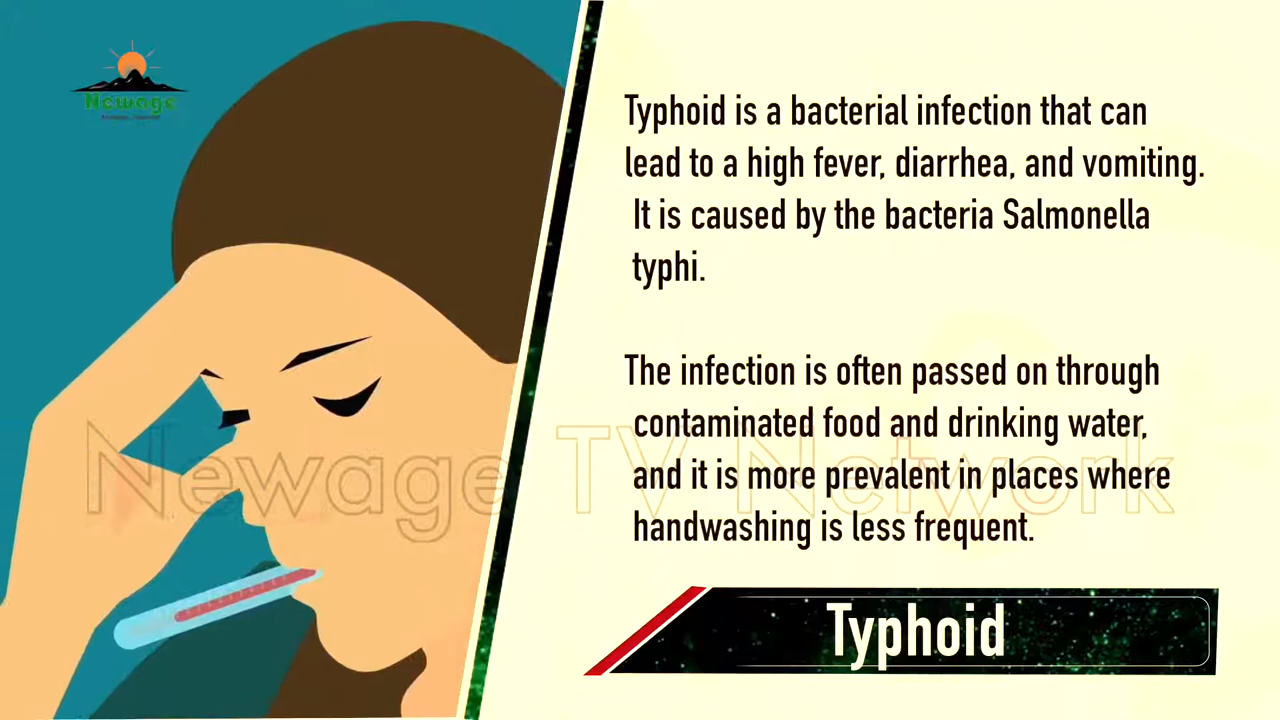 Newage
Typhoid is a bacterial infection that can
lead to a high fever, diarrhea, and vomiting.
It is caused by the bacteria Salmonella
typhi.
The infection is often passed on through
contaminated food and drinking water,
and it is more prevalent in places where
handwashing is less frequent.
Newage TV Network
Typhoid